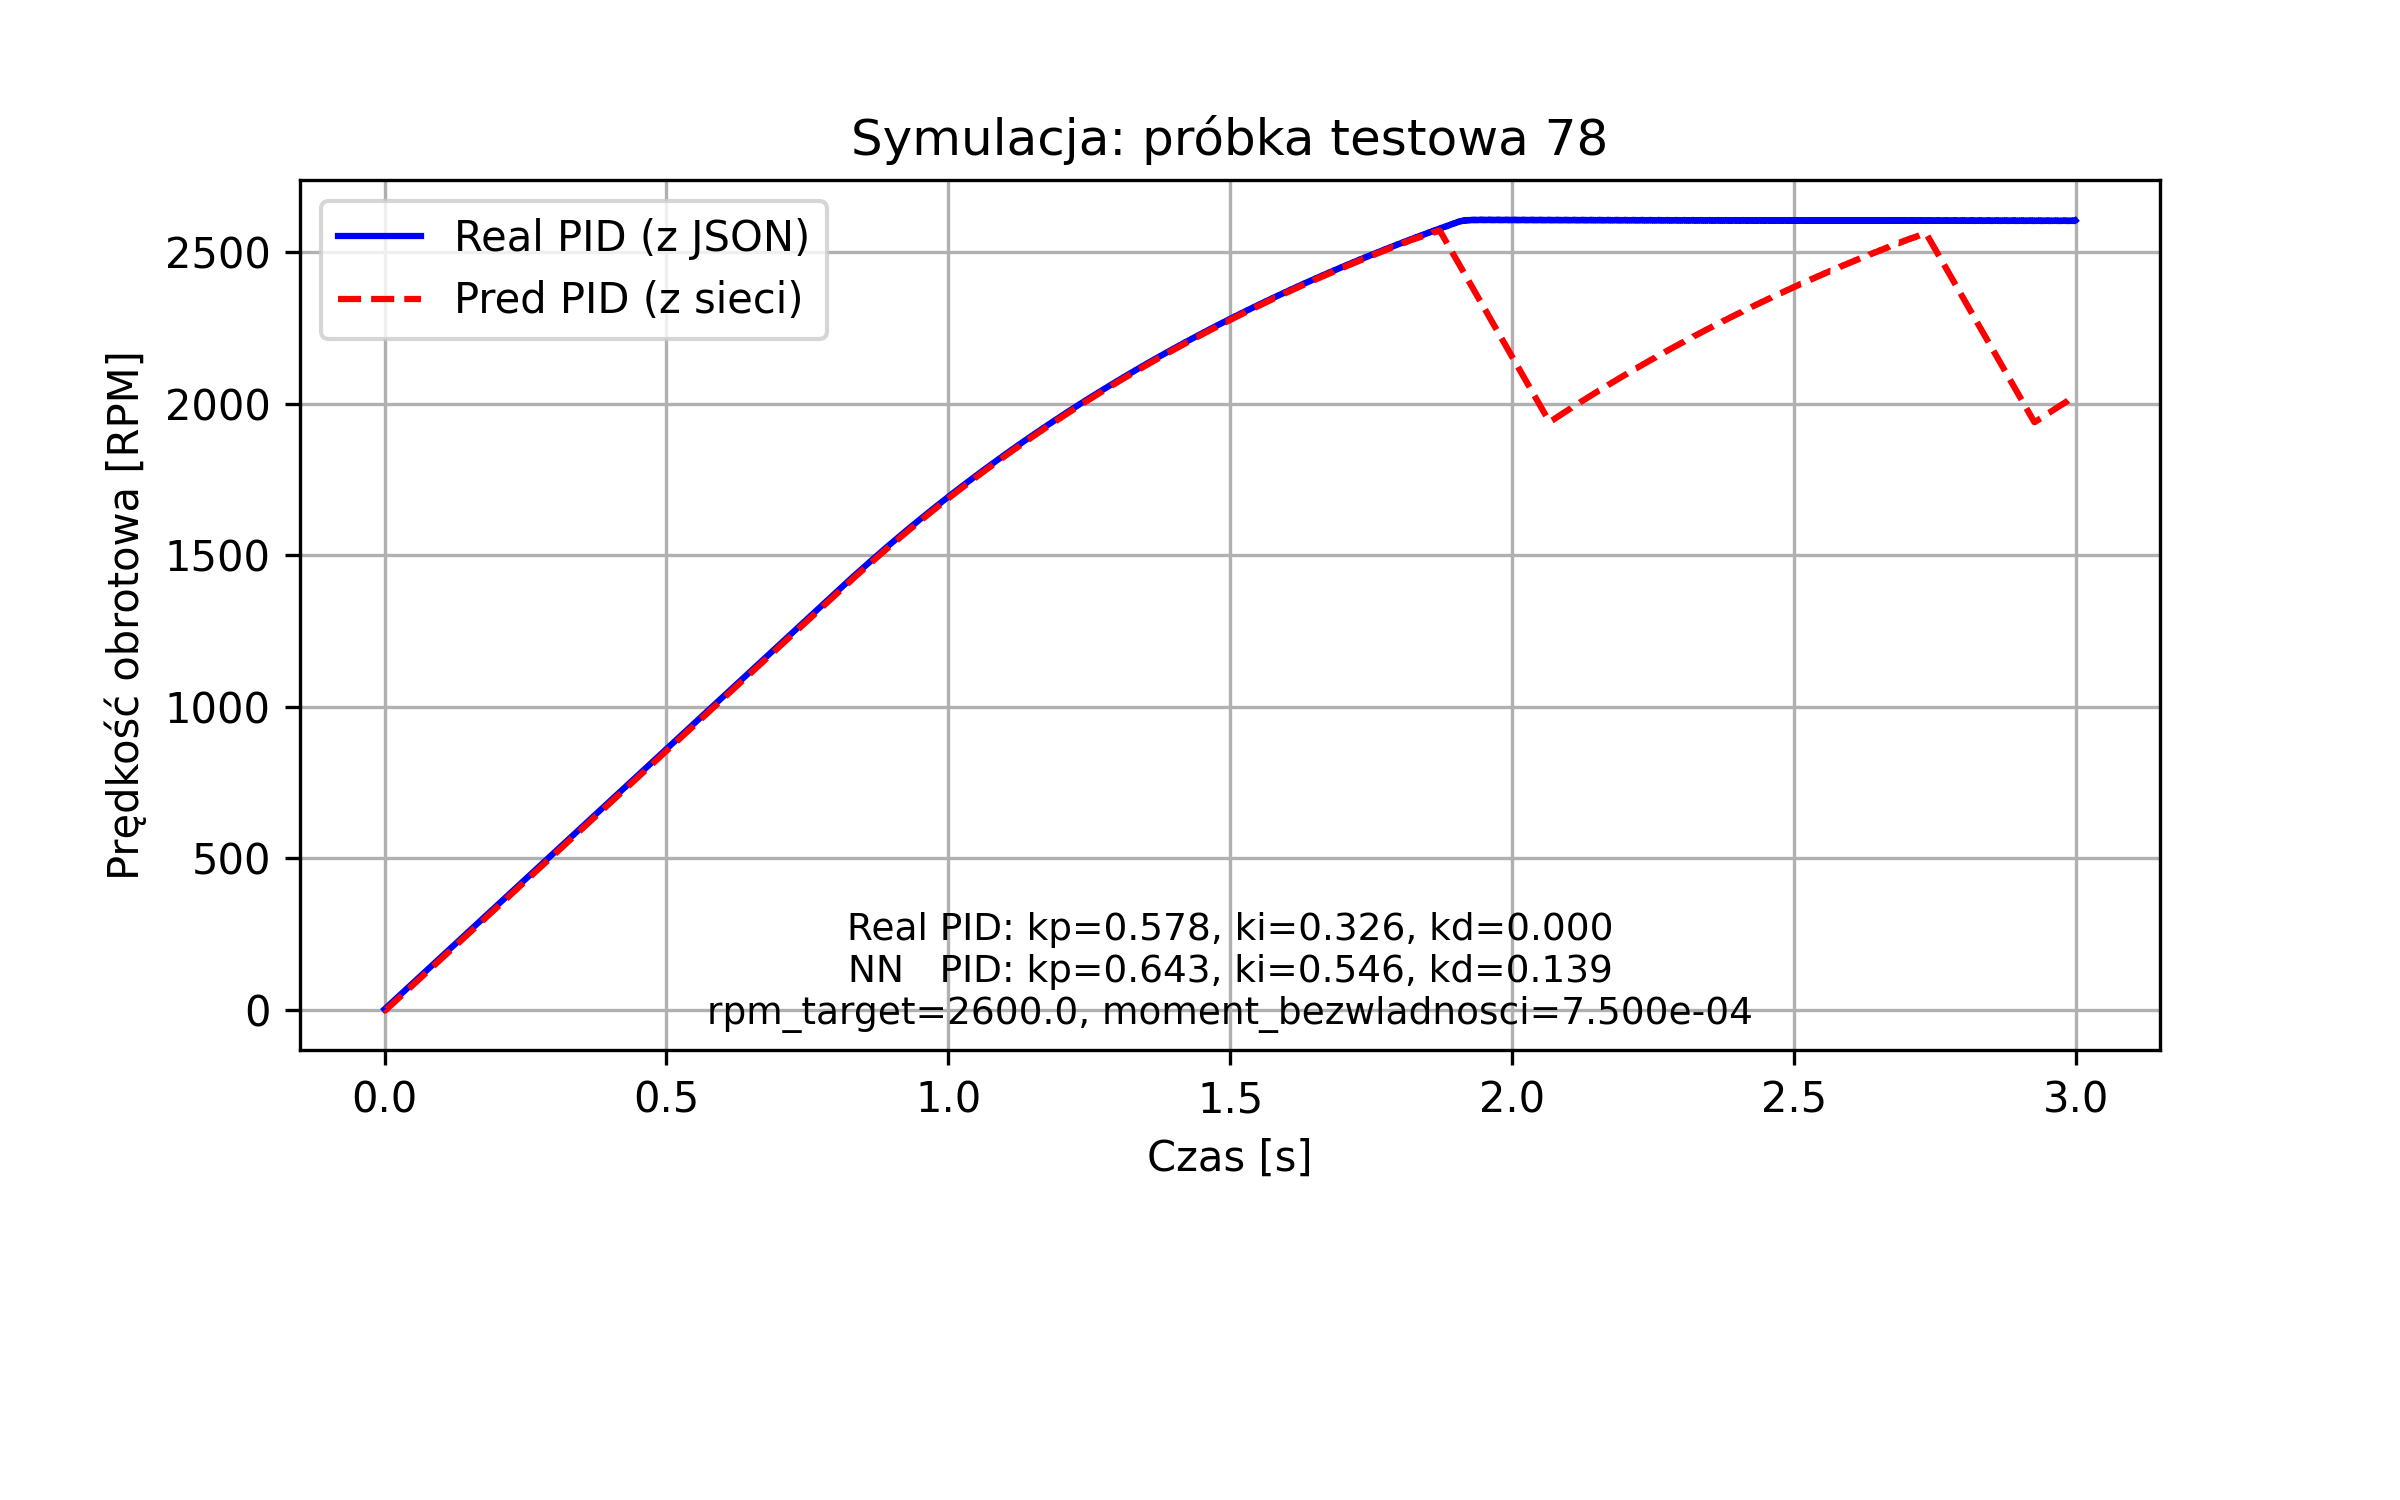 Symulacja: próbka testowa 78
Real PID (z JSON)
Pred PID (z sieci)
Prędkość obrotowa [RPM]
2500
2000
1500
1000
500
0
Real PID: kp=0.578, ki=0.326, kd=0.000
NN   PID: kp=0.643, ki=0.546, kd=0.139
rpm_target=2600.0, moment_bezwladnosci=7.500e-04
0.0 0.5 1.0 1.5 2.0 2.5 3.0
Czas [s]